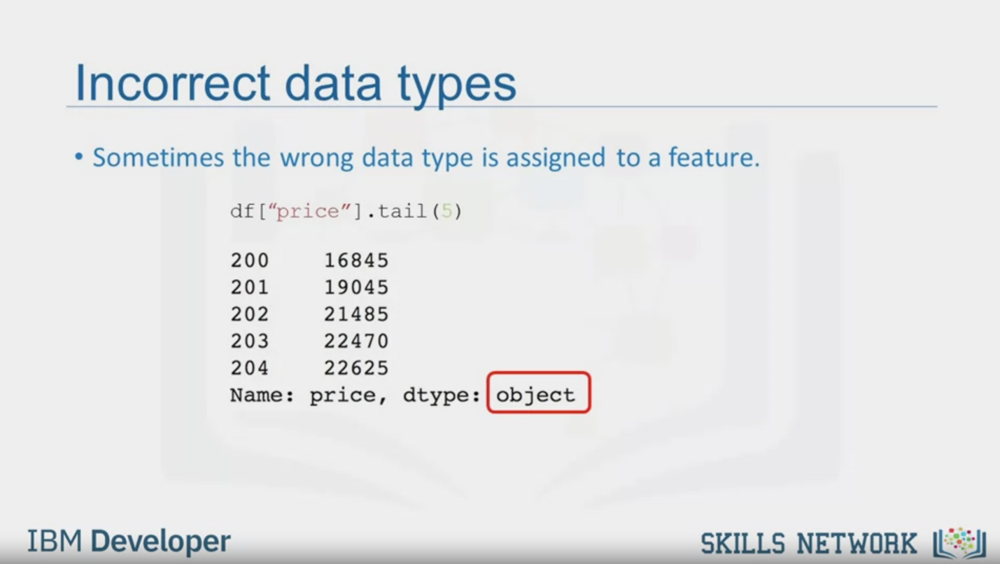 Incorrect data types
• Sometimes the wrong data type is assigned to a feature.
df[“price”].tail(5)
200 16845
201 19045
202 21485
203 22470
204 22625
Name: price, dtype: object
IBM Developer
SKILLS NETWORK